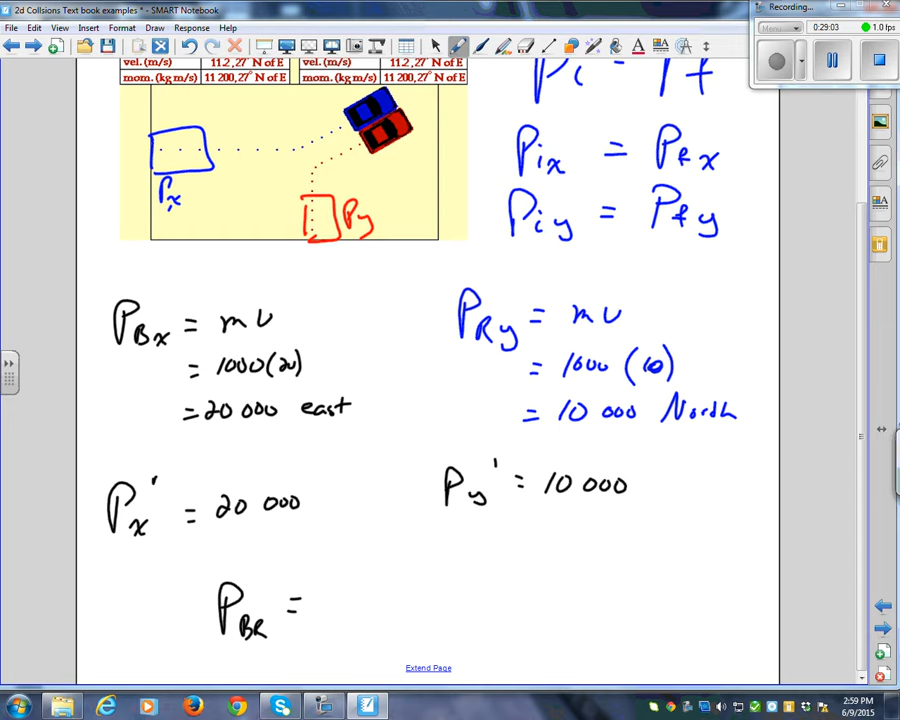 2d Collsions Text book examples * - SMART Notebook
Recording...
File Edit View Insert Format Draw Response Help
Menu
29:03
1.0 fps
vel. (m/s) 11.2, 27° N of E vel. (m/s) 11.2, 27° N of E
mom. (kg m/s) 11 200, 27° N of E mom. (kg m/s) 11 200, 27° N of E
Pi = Pf
Pix = Pfx
Px
Py
Piy = Pfy
PBx = mv
PRy = mv
= 1000(20)
= 1000 (10)
= 20 000 east
= 10 000 North
Px' = 20 000
Py' = 10 000
PBR =
Extend Page
2:59 PM
6/9/2015